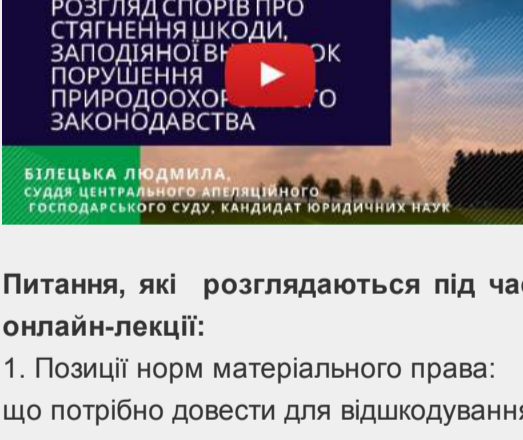 РОЗГЛЯД СПОРІВ ПРО
СТЯГНЕННЯ ШКОДИ,
ЗАПОДІЯНОЇ
ПОРУШЕННЯ
ЗАКОНОДАВСТВА
БІЛЕЦЬКА ЛЮДМИЛА,
СУДДЯ ЦЕНТРАЛЬНОГО АПЕЛЯЦІЙНОГО
ГОСПОДАРСЬКОГО СУДУ, КАНДИДАТ ЮРИДИЧНИХ НАУК
Питання, які розглядаються під
онлайн-лекції:
1. Позиції норм матеріального права:
що потрібно довести для відшкодування